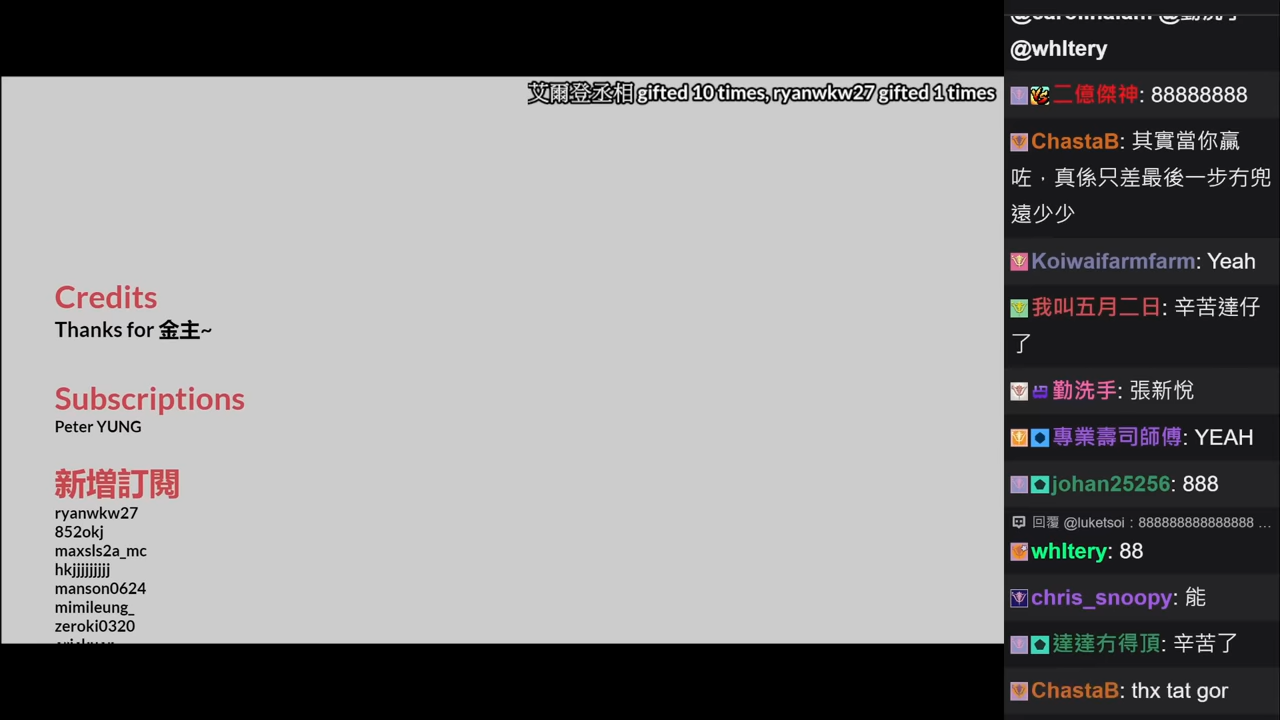 艾爾登丞相 gifted 10 times, ryanwkw27 gifted 1 times
Credits
Thanks for 金主~
Subscriptions
Peter YUNG
新增訂閱
ryanwkw27
852okj
maxsls2a_mc
hkjjjjjjjjj
manson0624
mimileung_
zeroki0320
@whltery
二億傑神: 88888888
ChastaB: 其實當你贏
咗，真係只差最後一步冇兜
遠少少
Koiwaifarmfarm: Yeah
我叫五月二日: 辛苦達仔
了
勤洗手: 張新悅
專業壽司師傅: YEAH
johan25256: 888
回覆 @luketsoi：888888888888888 …
whltery: 88
chris_snoopy: 能
達達冇得頂: 辛苦了
ChastaB: thx tat gor